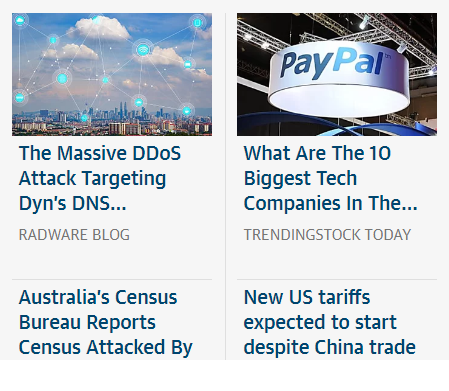 PayPal™
The Massive DDoS
Attack Targeting
Dyn's DNS...
RADWARE BLOG
What Are The 10
Biggest Tech
Companies In The...
TRENDINGSTOCK TODAY
Australia's Census
Bureau Reports
Census Attacked By
New US tariffs
expected to start
despite China trade